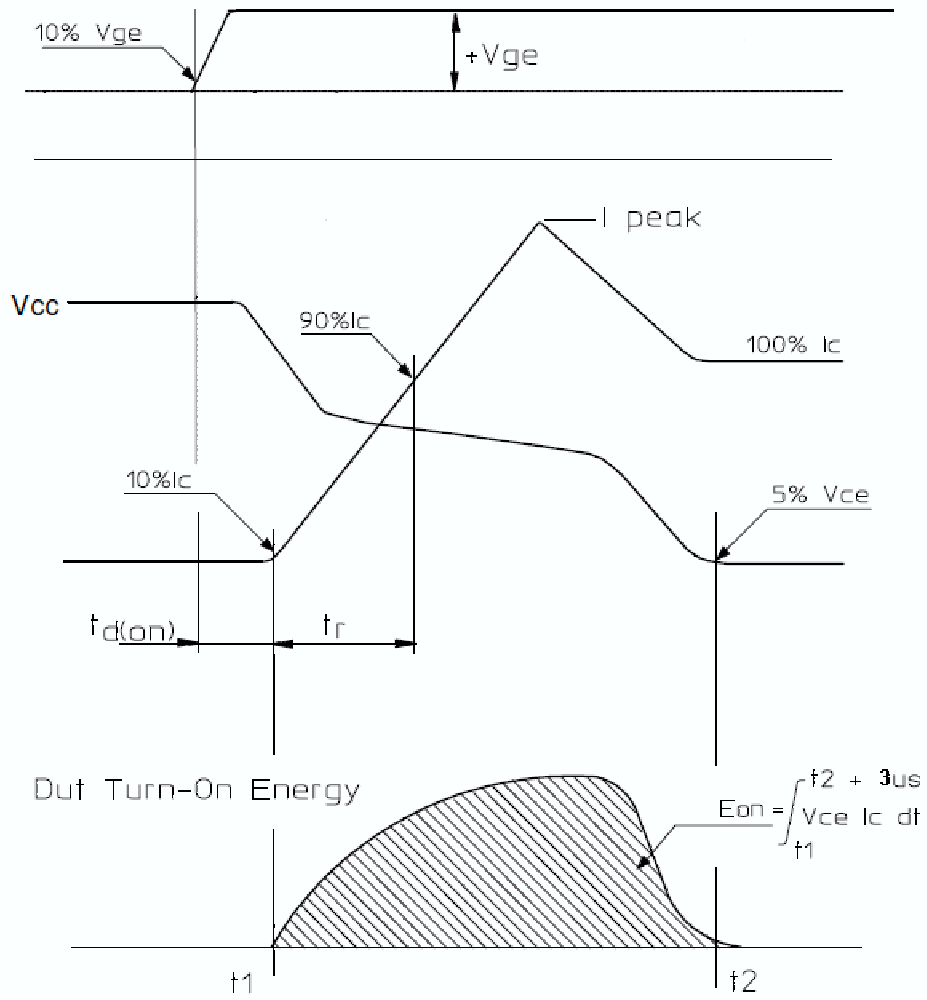 10% Vge
+Vge
I peak
Vcc
90%Ic
100% Ic
10%Ic
5% Vce
td(on)
tr
Dut Turn-On Energy
t2 + 3us
Eon = ∫ Vce Ic dt
t1
t1
t2